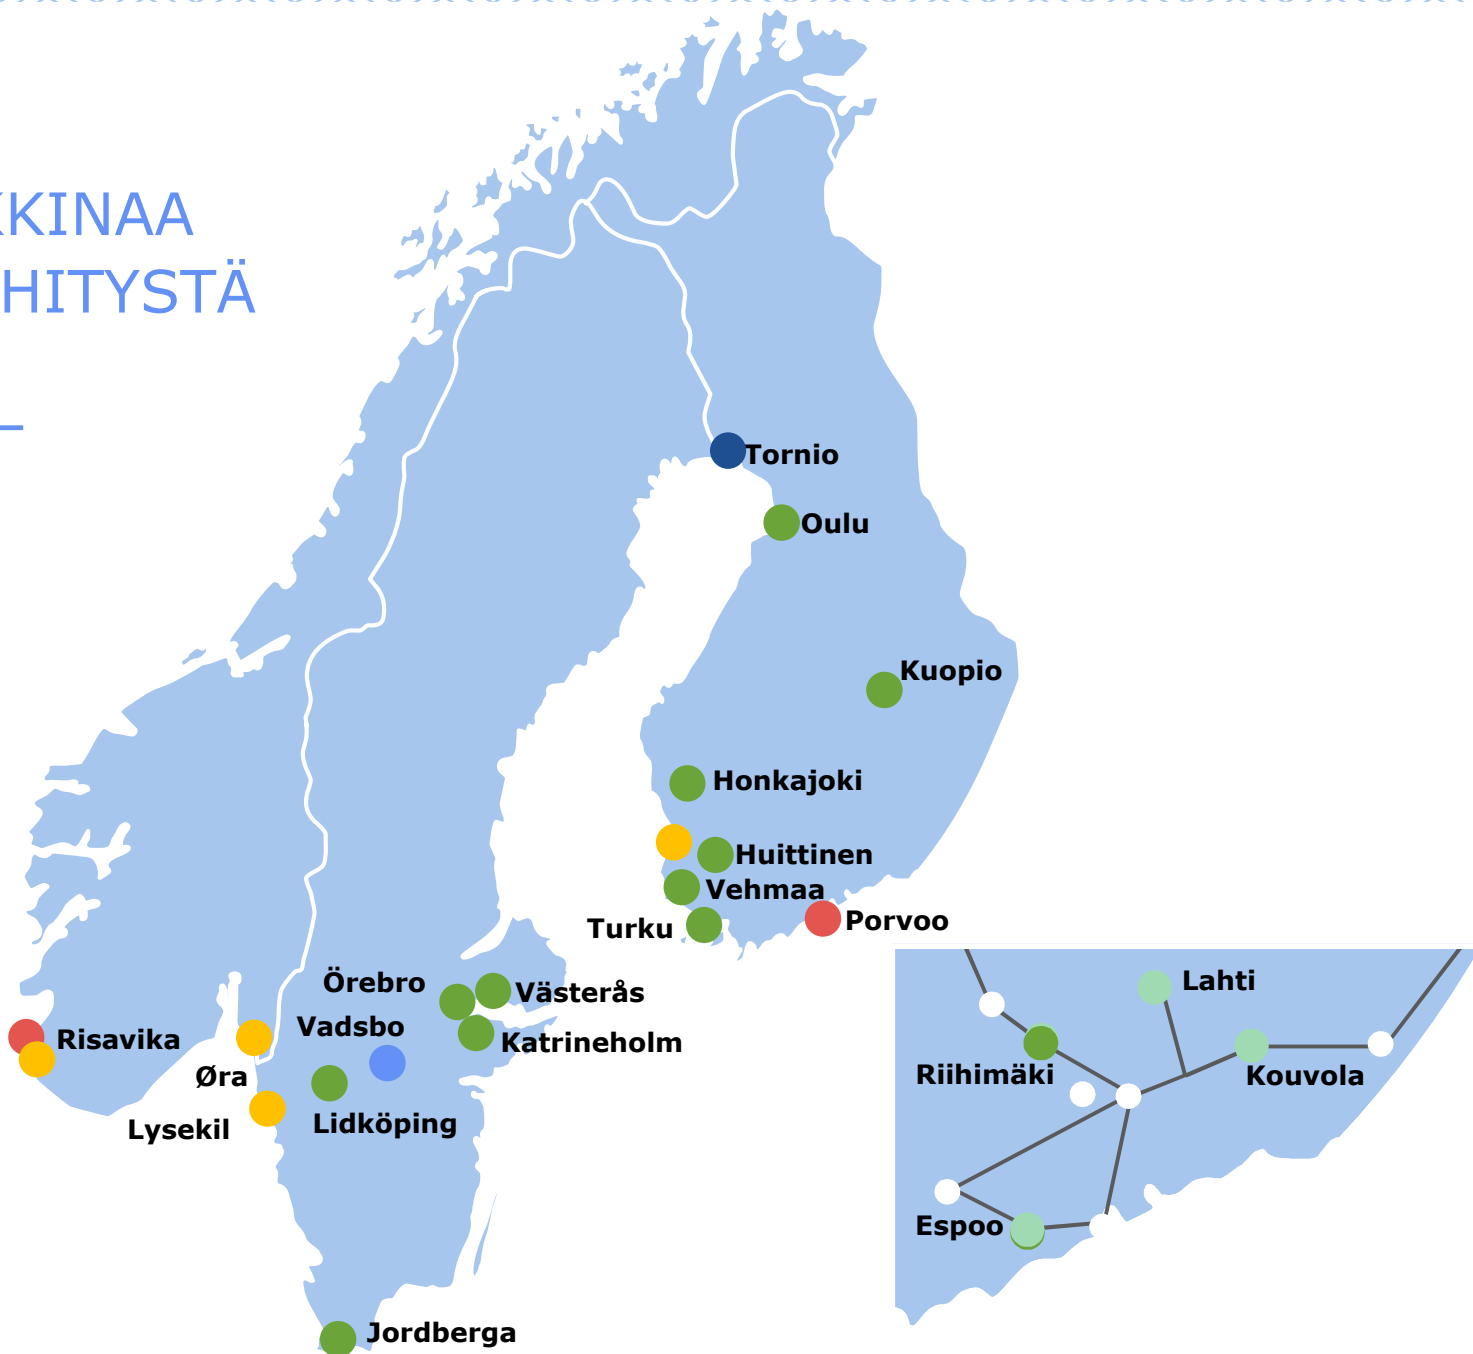 KINAA
HITYSTÄ
Tornio
Oulu
Kuopio
Honkajoki
Huittinen
Vehmaa
Turku
Porvoo
Örebro
Västerås
Vadsbo
Katrineholm
Risavika
Øra
Lysekil
Lidköping
Jordberga
Lahti
Riihimäki
Kouvola
Espoo